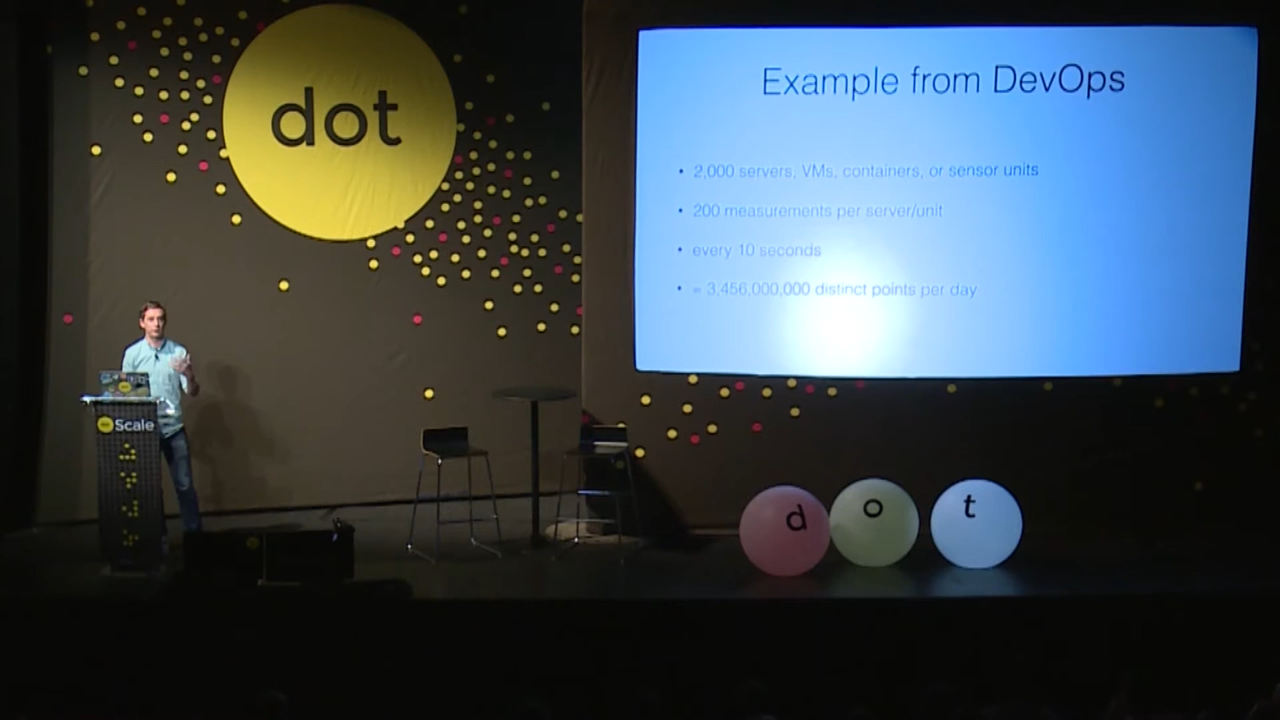 dot
Example from DevOps
• 2,000 servers, VMs, containers, or sensor units
• 200 measurements per server/unit
• every 10 seconds
• = 3,456,000,000 distinct points per day
Scale
d o t